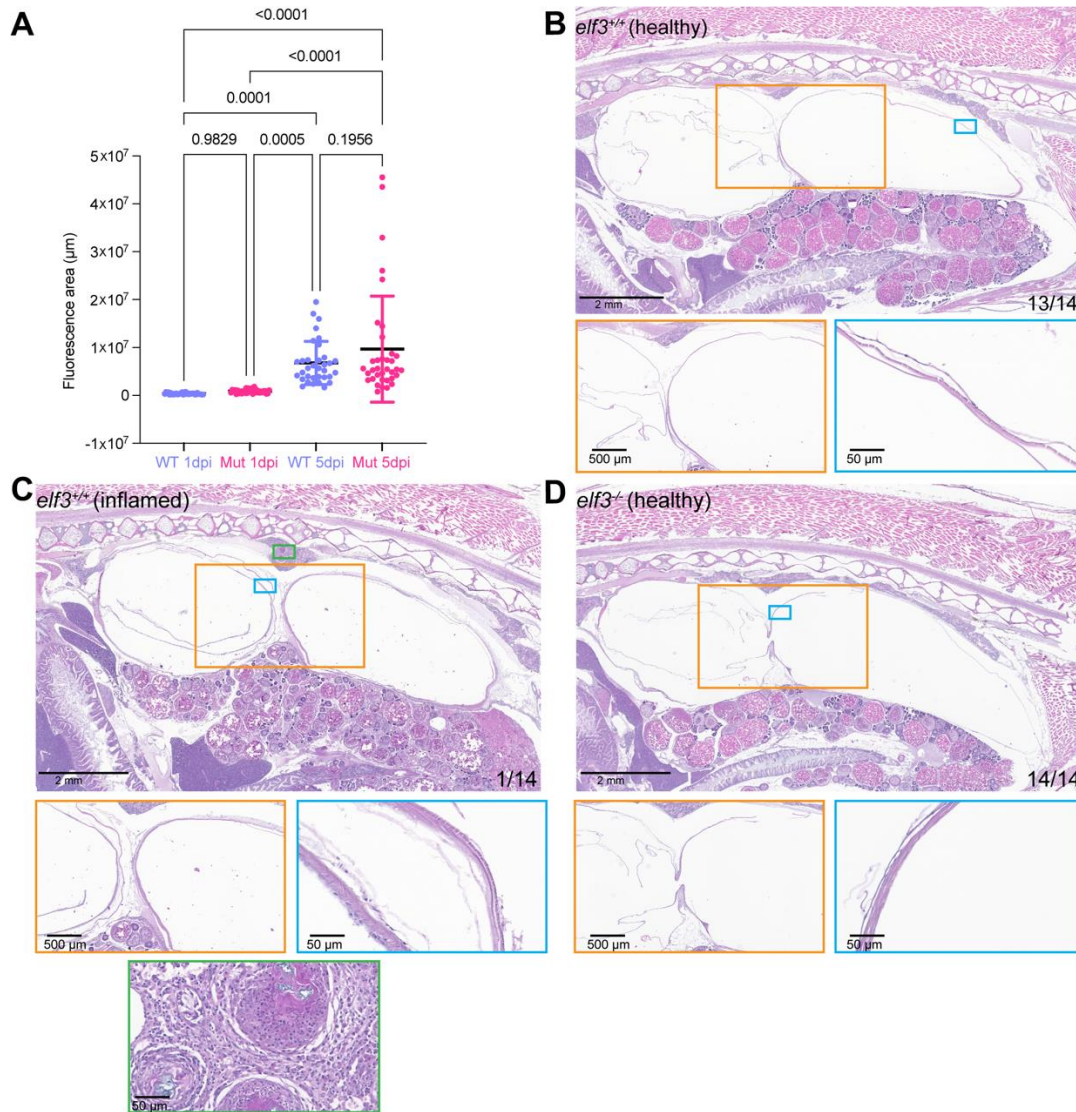 A
<0.0001
<0.0001
0.0001
0.9829 0.0005 0.1956
Fluorescence area (µm)
5x10⁷
4x10⁷
3x10⁷
2x10⁷
1x10⁷
0
-1x10⁷
WT 1dpi Mut 1dpi WT 5dpi Mut 5dpi
B
elf3+/+ (healthy)
2 mm
13/14
500 µm
50 µm
C
elf3+/+ (inflamed)
2 mm
1/14
500 µm
50 µm
50 µm
D
elf3-/- (healthy)
2 mm
14/14
500 µm
50 µm